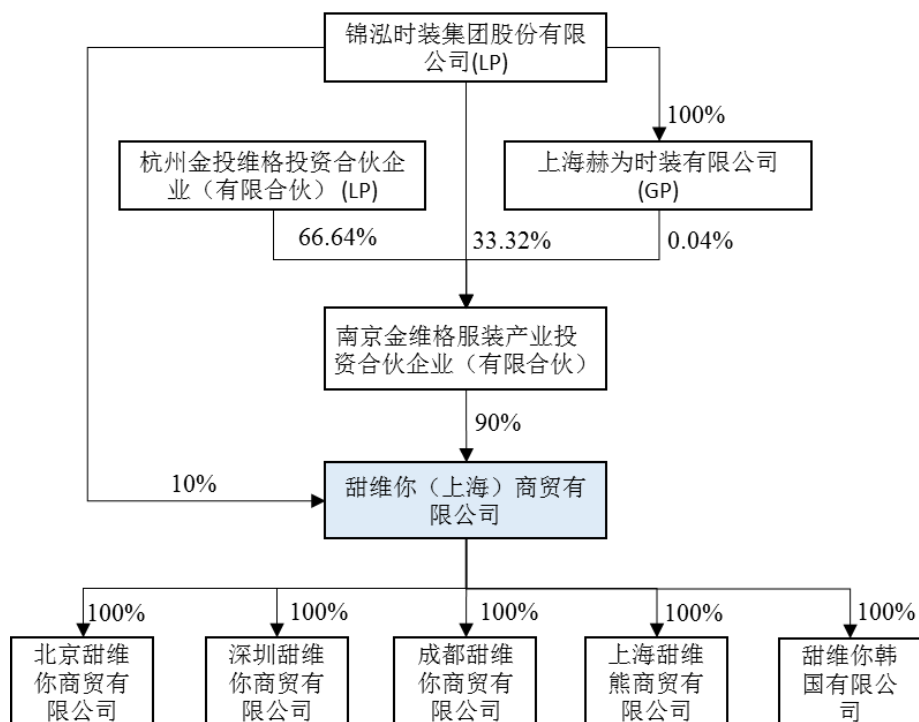 锦泓时装集团股份有限
公司(LP)
100%
杭州金投维格投资合伙企
业（有限合伙）(LP)
上海赫为时装有限公司
(GP)
66.64%
33.32%
0.04%
南京金维格服装产业投
资合伙企业（有限合伙）
90%
10%
甜维你（上海）商贸有
限公司
100%
100%
100%
100%
100%
北京甜维
你商贸有
限公司
深圳甜维
你商贸有
限公司
成都甜维
你商贸有
限公司
上海甜维
熊商贸有
限公司
甜维你韩
国有限公
司